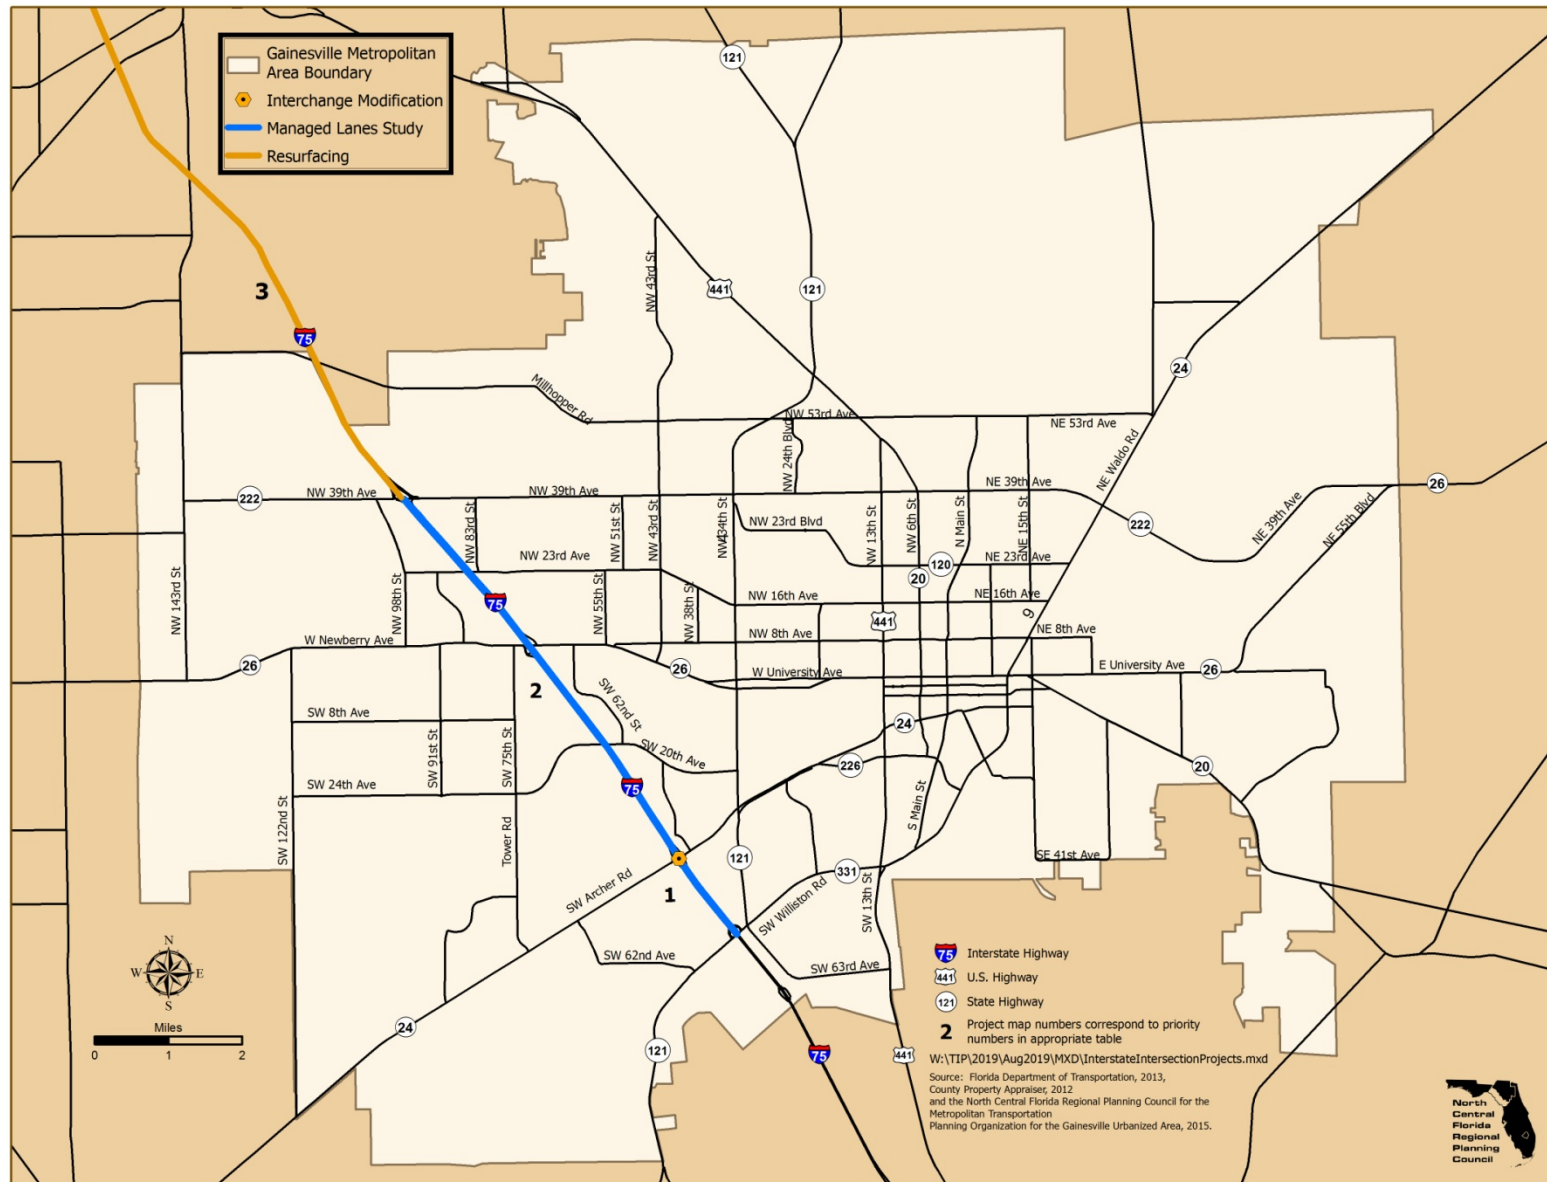 Gainesville Metropolitan
Area Boundary
Interchange Modification
Managed Lanes Study
Resurfacing
121
3
75
NW 43rd St
441
121
24
Millhopper Rd
NW 53rd Ave
NE 53rd Ave
NW 24th Blvd
NE Waldo Rd
222
NW 39th Ave
NW 39th Ave
NE 39th Ave
26
222
NE 39th Ave
NE 55th Blvd
NW 83rd St
NW 51st St
NW 43rd St
NW 34th St
NW 23rd Blvd
NW 13th St
NW 6th St
N Main St
NE 15th St
NW 23rd Ave
120
NE 23rd Ave
20
NW 143rd St
NW 98th St
75
NW 55th St
NW 38th St
NW 16th Ave
NE 16th Ave
441
9
W Newberry Ave
NW 8th Ave
NE 8th Ave
26
26
W University Ave
E University Ave
26
2
SW 62nd St
SW 8th Ave
24
SW 91st St
SW 75th St
SW 20th Ave
226
20
SW 24th Ave
75
SW 122nd St
Tower Rd
S Main St
121
SE 41st Ave
331
SW Archer Rd
1
SW Williston Rd
SW 13th St
SW 62nd Ave
SW 63rd Ave
24
121
75
441
N
W
E
S
Miles
0
1
2
75
Interstate Highway
441
U.S. Highway
121
State Highway
2
Project map numbers correspond to priority
numbers in appropriate table
W:\TIP\2019\Aug2019\MXD\InterstateIntersectionProjects.mxd
Source: Florida Department of Transportation, 2013,
County Property Appraiser, 2012
and the North Central Florida Regional Planning Council for the
Metropolitan Transportation
Planning Organization for the Gainesville Urbanized Area, 2015.
North
Central
Florida
Regional
Planning
Council